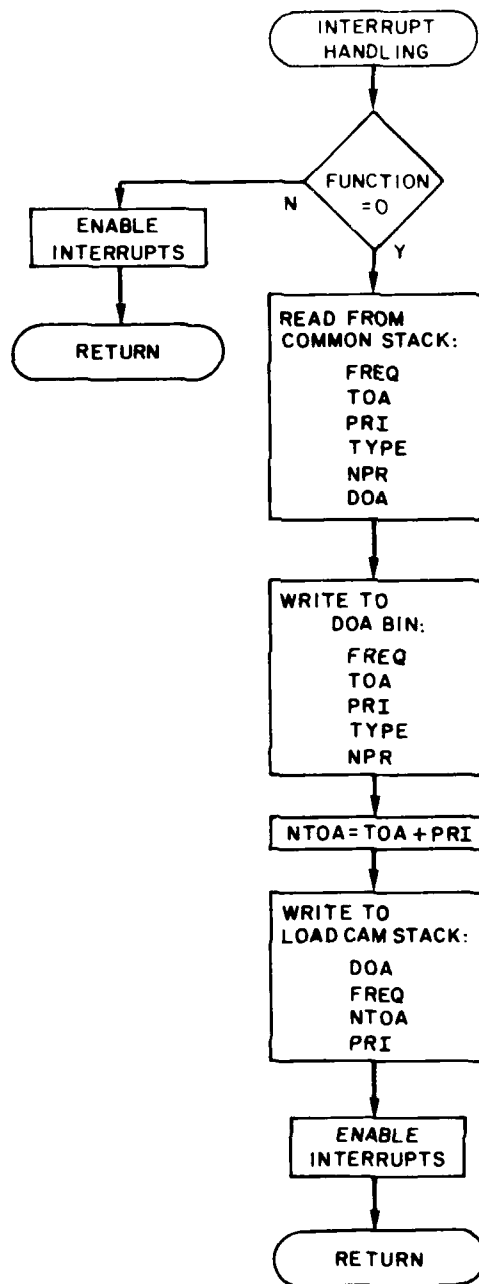 INTERRUPT
HANDLING
FUNCTION
=0
N
Y
ENABLE
INTERRUPTS
RETURN
READ FROM
COMMON STACK:
FREQ
TOA
PRI
TYPE
NPR
DOA
WRITE TO
DOA BIN:
FREQ
TOA
PRI
TYPE
NPR
NTOA=TOA+PRI
WRITE TO
LOAD CAM STACK:
DOA
FREQ
NTOA
PRI
ENABLE
INTERRUPTS
RETURN